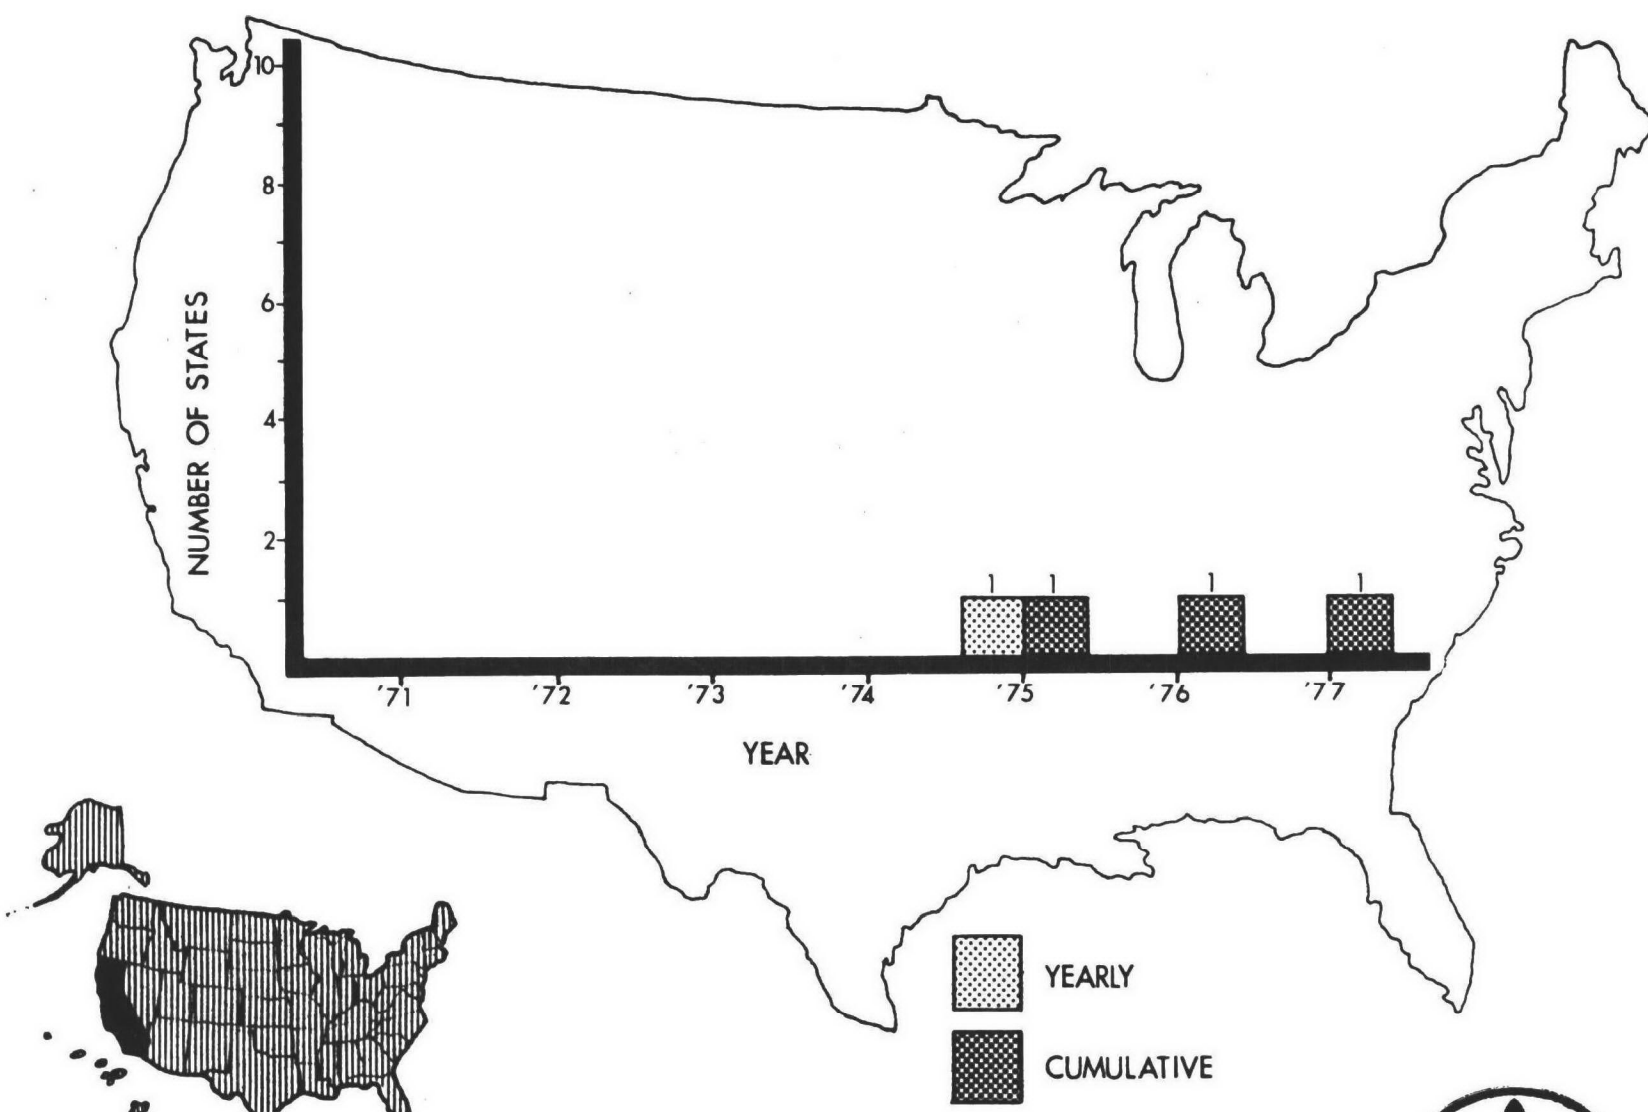 10
8
6
4
2
NUMBER OF STATES
1 1 1 1
'71 '72 '73 '74 '75 '76 '77
YEAR
YEARLY
CUMULATIVE